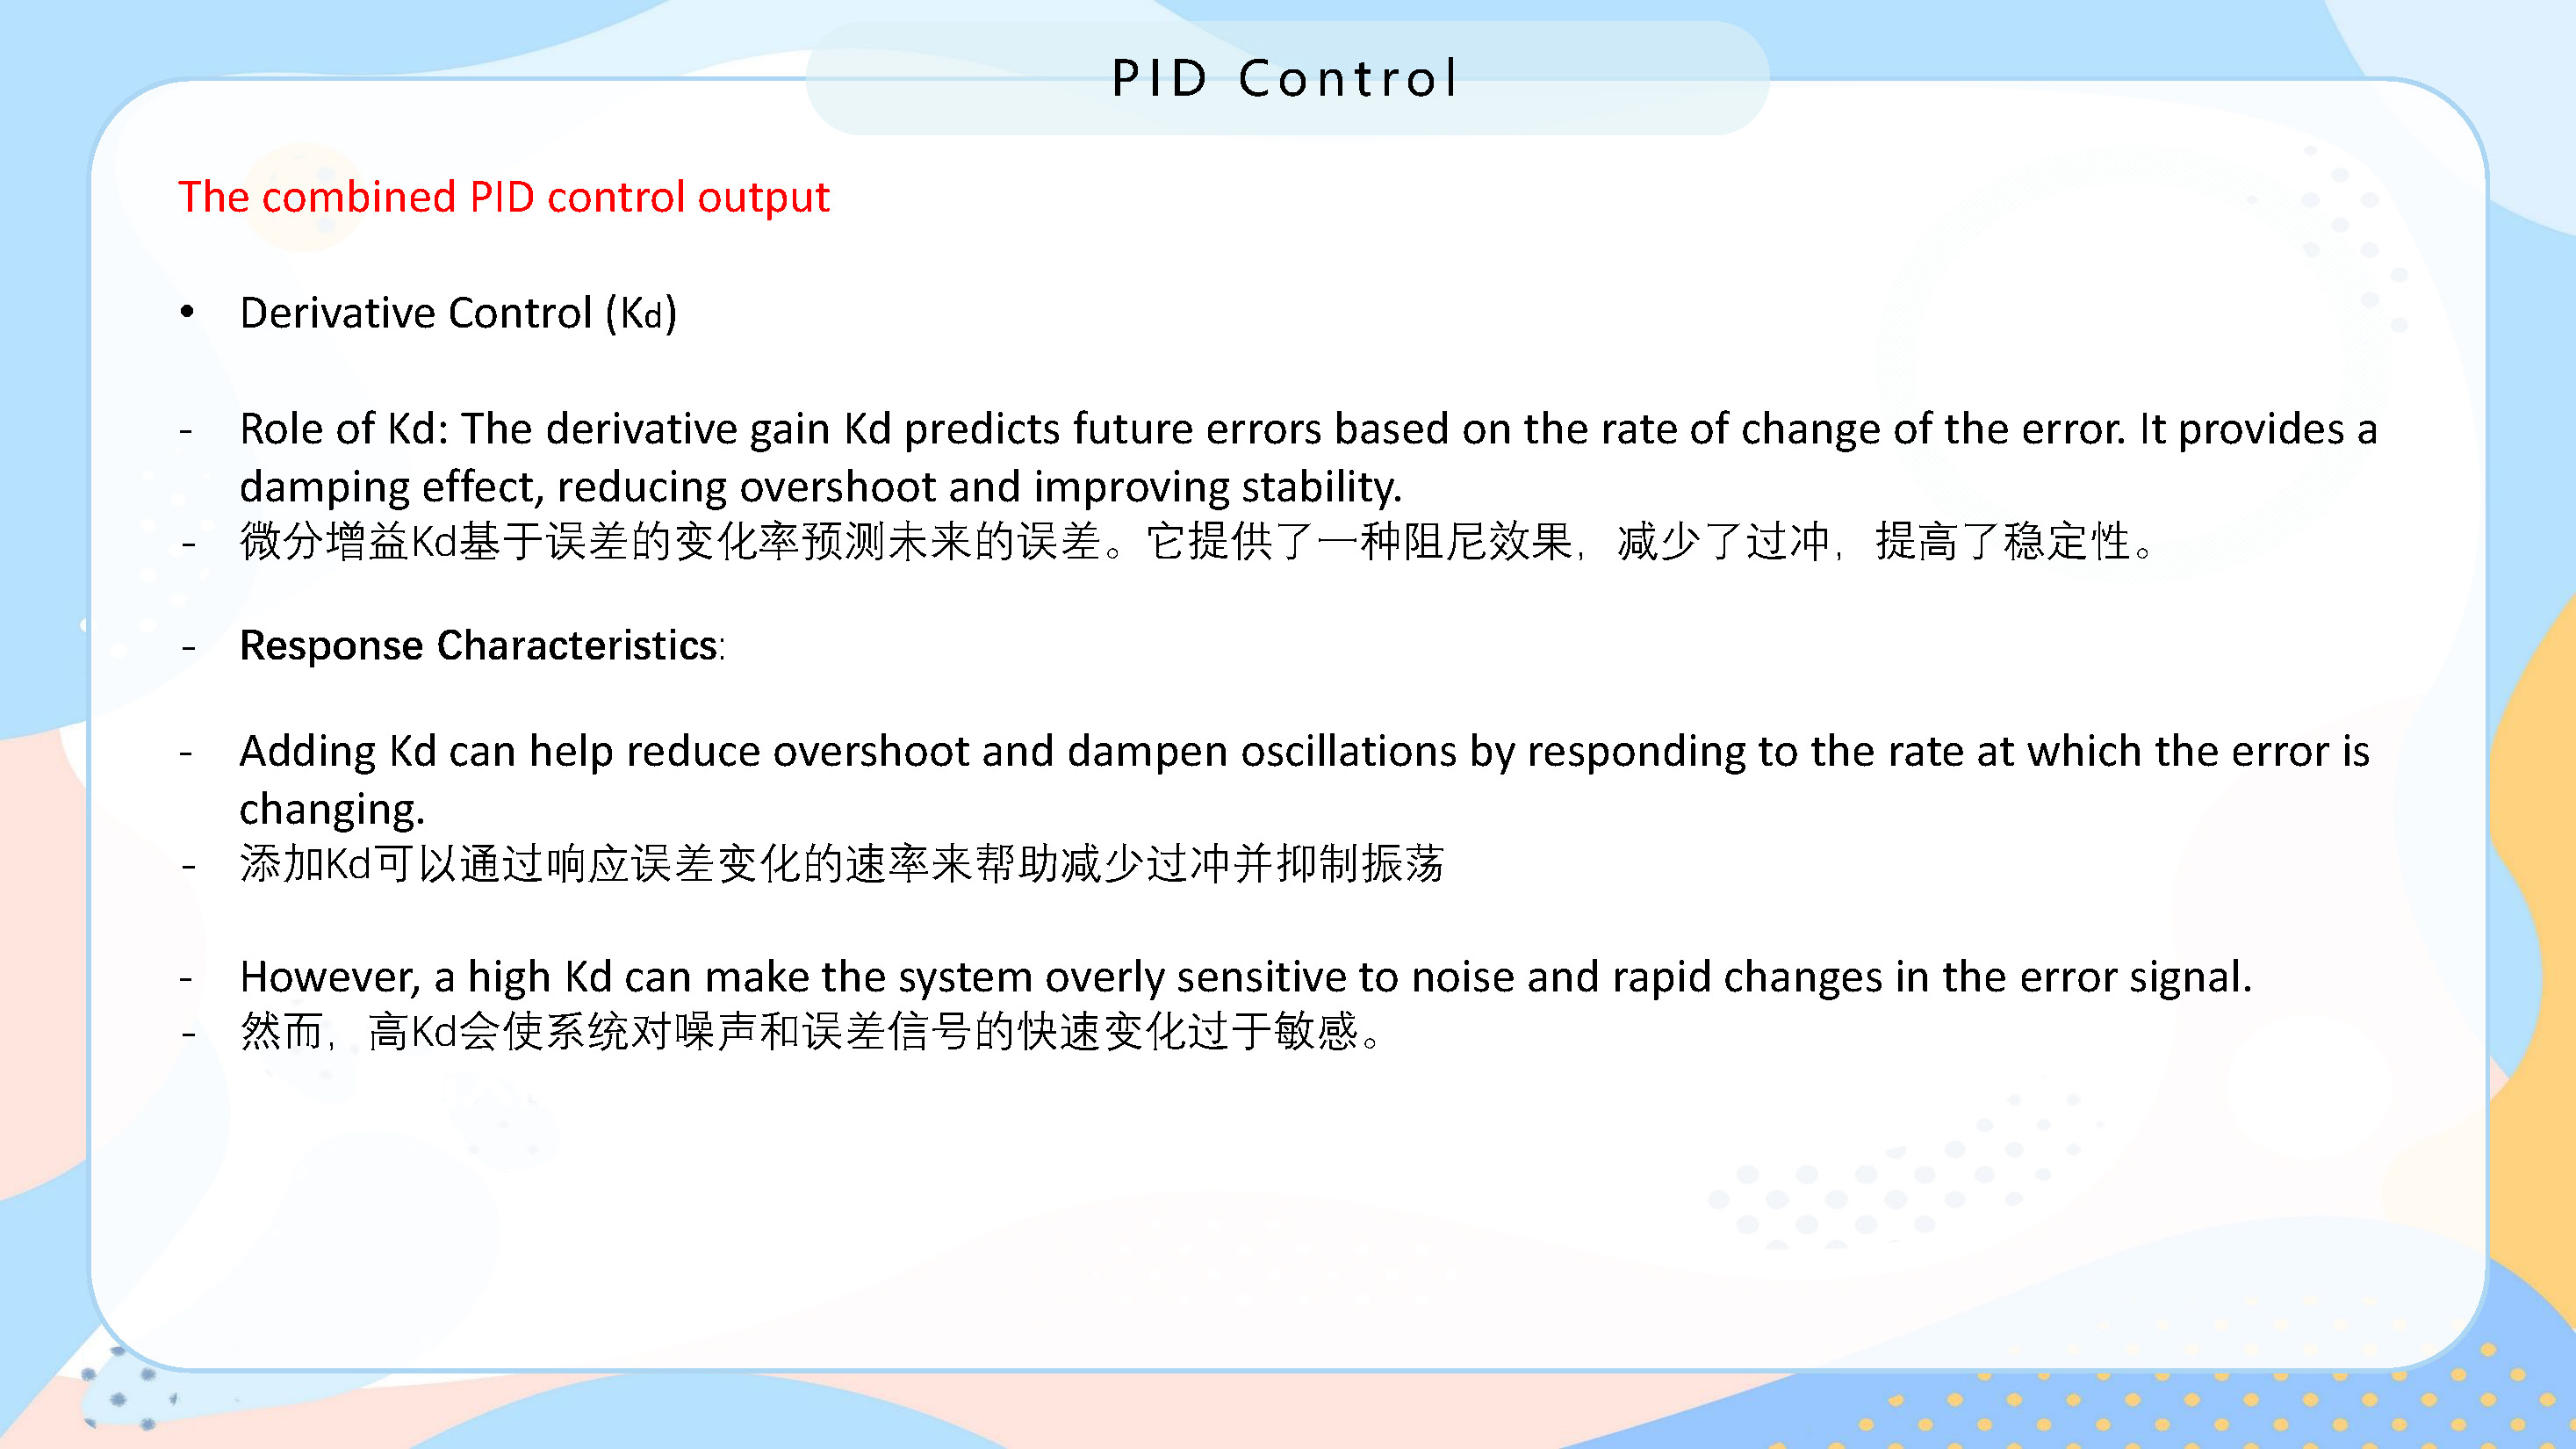 PID Control
The combined PID control output
• Derivative Control (Kd)
- Role of Kd: The derivative gain Kd predicts future errors based on the rate of change of the error. It provides a
damping effect, reducing overshoot and improving stability.
- 微分增益Kd基于误差的变化率预测未来的误差。它提供了一种阻尼效果，减少了过冲，提高了稳定性。
- Response Characteristics:
- Adding Kd can help reduce overshoot and dampen oscillations by responding to the rate at which the error is
changing.
- 添加Kd可以通过响应误差变化的速率来帮助减少过冲并抑制振荡
- However, a high Kd can make the system overly sensitive to noise and rapid changes in the error signal.
- 然而，高Kd会使系统对噪声和误差信号的快速变化过于敏感。